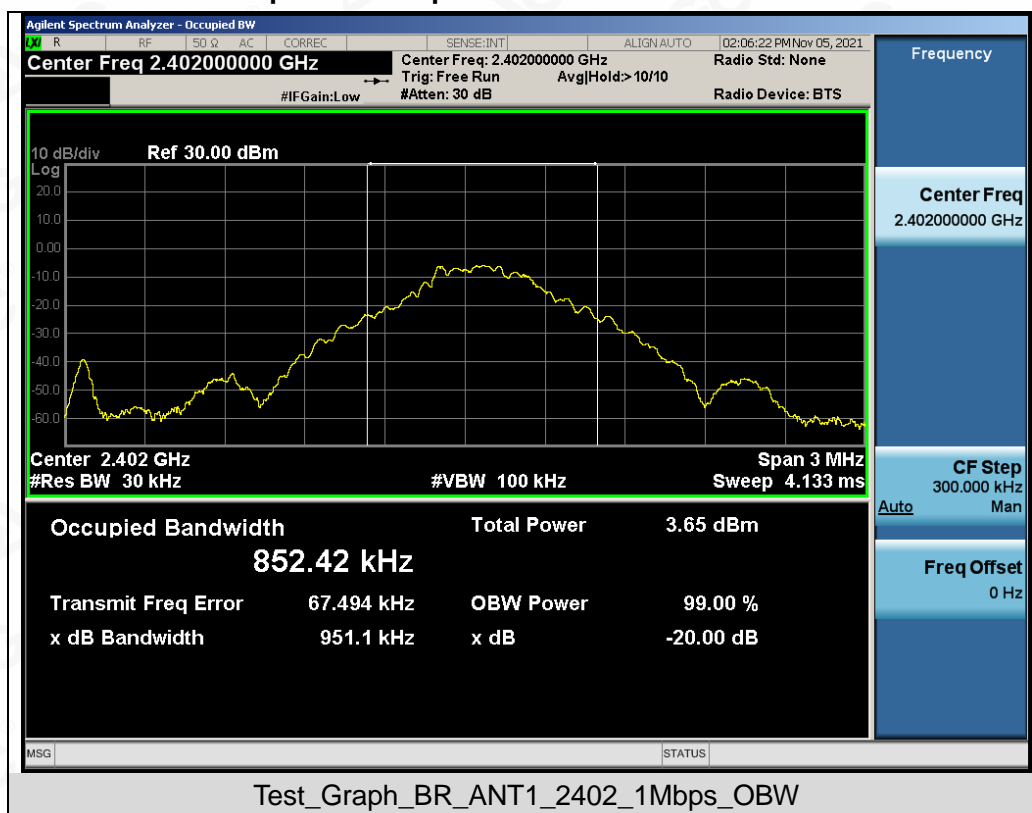 Agilent Spectrum Analyzer - Occupied BW
LXI R RF 50 Ω AC CORREC SENSE:INT ALIGN AUTO 02:06:22 PM Nov 05, 2021
Center Freq 2.402000000 GHz
Center Freq: 2.402000000 GHz
Radio Std: None
Trig: Free Run Avg|Hold:>10/10
#IFGain:Low
#Atten: 30 dB
Radio Device: BTS
10 dB/div Ref 30.00 dBm
Log
20.0
10.0
0.00
-10.0
-20.0
-30.0
-40.0
-50.0
-60.0
Center 2.402 GHz Span 3 MHz
#Res BW 30 kHz #VBW 100 kHz Sweep 4.133 ms
Occupied Bandwidth Total Power 3.65 dBm
852.42 kHz
Transmit Freq Error 67.494 kHz OBW Power 99.00 %
x dB Bandwidth 951.1 kHz x dB -20.00 dB
MSG STATUS
Frequency
Center Freq
2.402000000 GHz
CF Step
300.000 kHz
Auto Man
Freq Offset
0 Hz
Test_Graph_BR_ANT1_2402_1Mbps_OBW